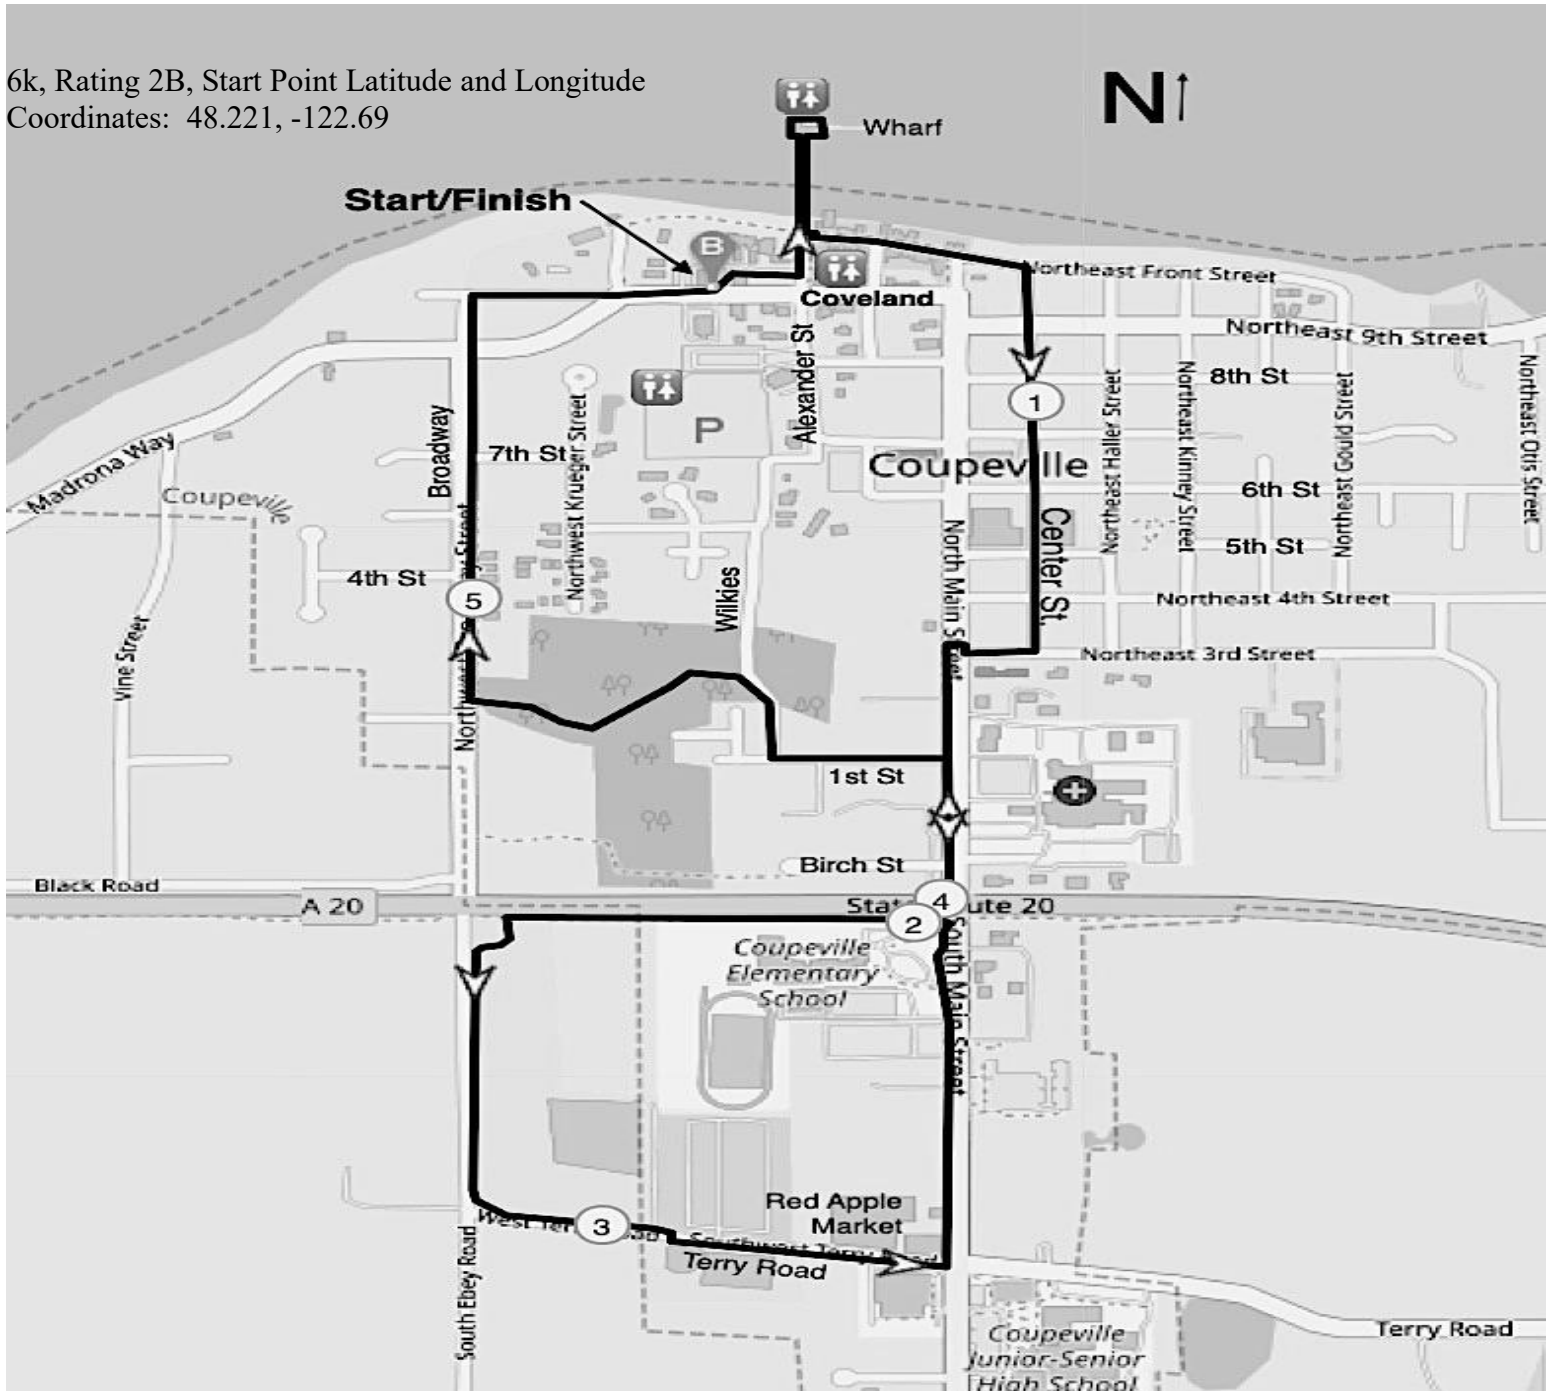 6k, Rating 2B, Start Point Latitude and Longitude
Coordinates: 48.221, -122.69
N
Wharf
Start/Finish
B
Northeast Front Street
Coveland
Northeast 9th Street
Alexander St
8th St
1
P
Broadway
7th St
Northwest Krueger Street
Madrona Way
Coupeville
Coupeville
Northeast Haller Street
Northeast Kinney Street
Northeast Gould Street
Northeast Otis Street
6th St
5th St
Center St,
North Main Street
4th St
5
Wilkies
Northeast 4th Street
Northeast 3rd Street
Vine Street
1st St
Birch St
Black Road
A 20
4
2
South Main Street
Coupeville
Elementary
School
Red Apple
Market
3
Terry Road
South Ebey Road
Terry Road
Coupeville
Junior-Senior
High School